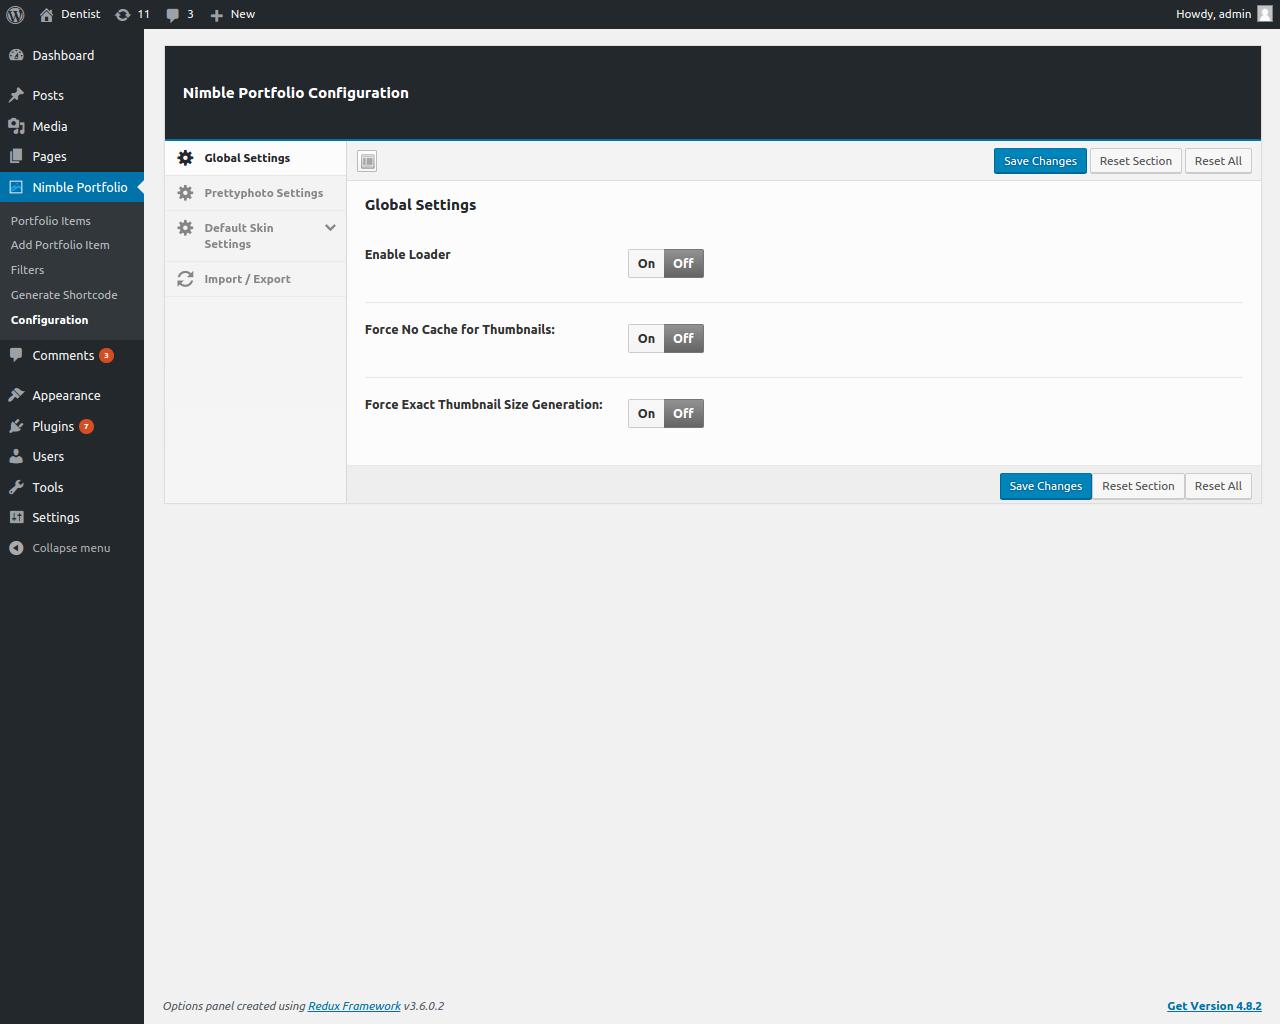 Dentist 11 3 New Howdy, admin
Dashboard
Posts
Media
Pages
Nimble Portfolio
Portfolio Items
Add Portfolio Item
Filters
Generate Shortcode
Configuration
Comments 3
Appearance
Plugins 7
Users
Tools
Settings
Collapse menu
Nimble Portfolio Configuration
Global Settings
Prettyphoto Settings
Default Skin
Settings
Import / Export
Save Changes Reset Section Reset All
Global Settings
Enable Loader On Off
Force No Cache for Thumbnails: On Off
Force Exact Thumbnail Size Generation: On Off
Save Changes Reset Section Reset All
Options panel created using Redux Framework v3.6.0.2 Get Version 4.8.2